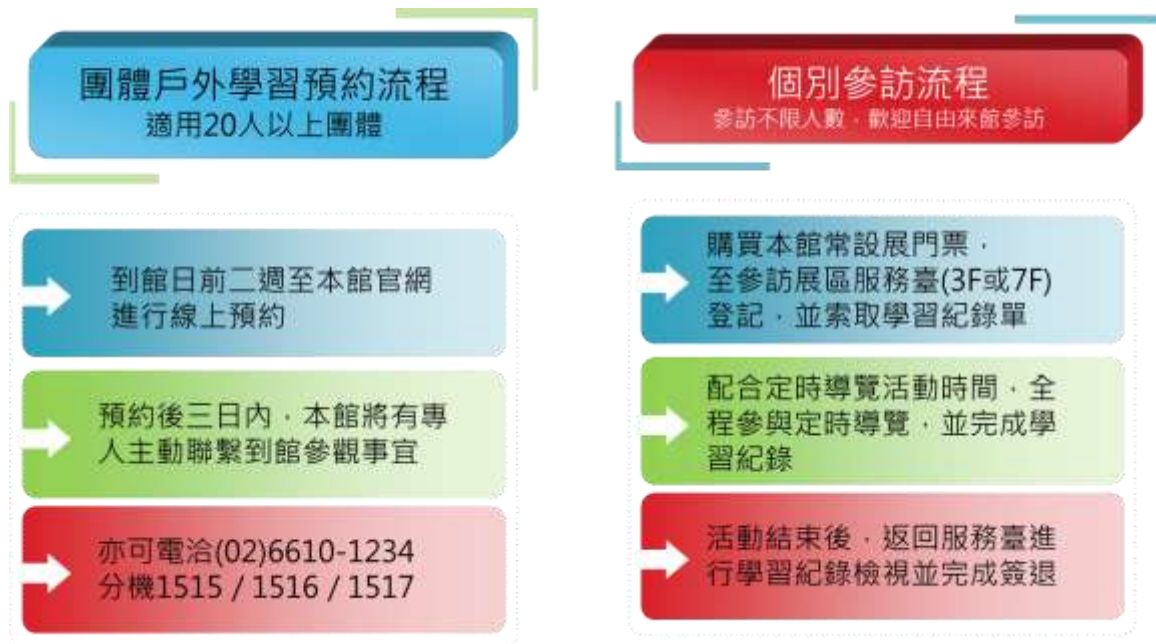 團體戶外學習預約流程
適用20人以上團體
到館日前二週至本館官網
進行線上預約
預約後三日內，本館將有專
人主動聯繫到館參觀事宜
亦可電洽(02)6610-1234
分機1515 / 1516 / 1517
個別參訪流程
參訪不限人數，歡迎自由來館參訪
購買本館常設展門票，
至參訪展區服務臺(3F或7F)
登記，並索取學習紀錄單
配合定時導覽活動時間，全
程參與定時導覽，並完成學
習紀錄
活動結束後，返回服務臺進
行學習紀錄檢視並完成簽退